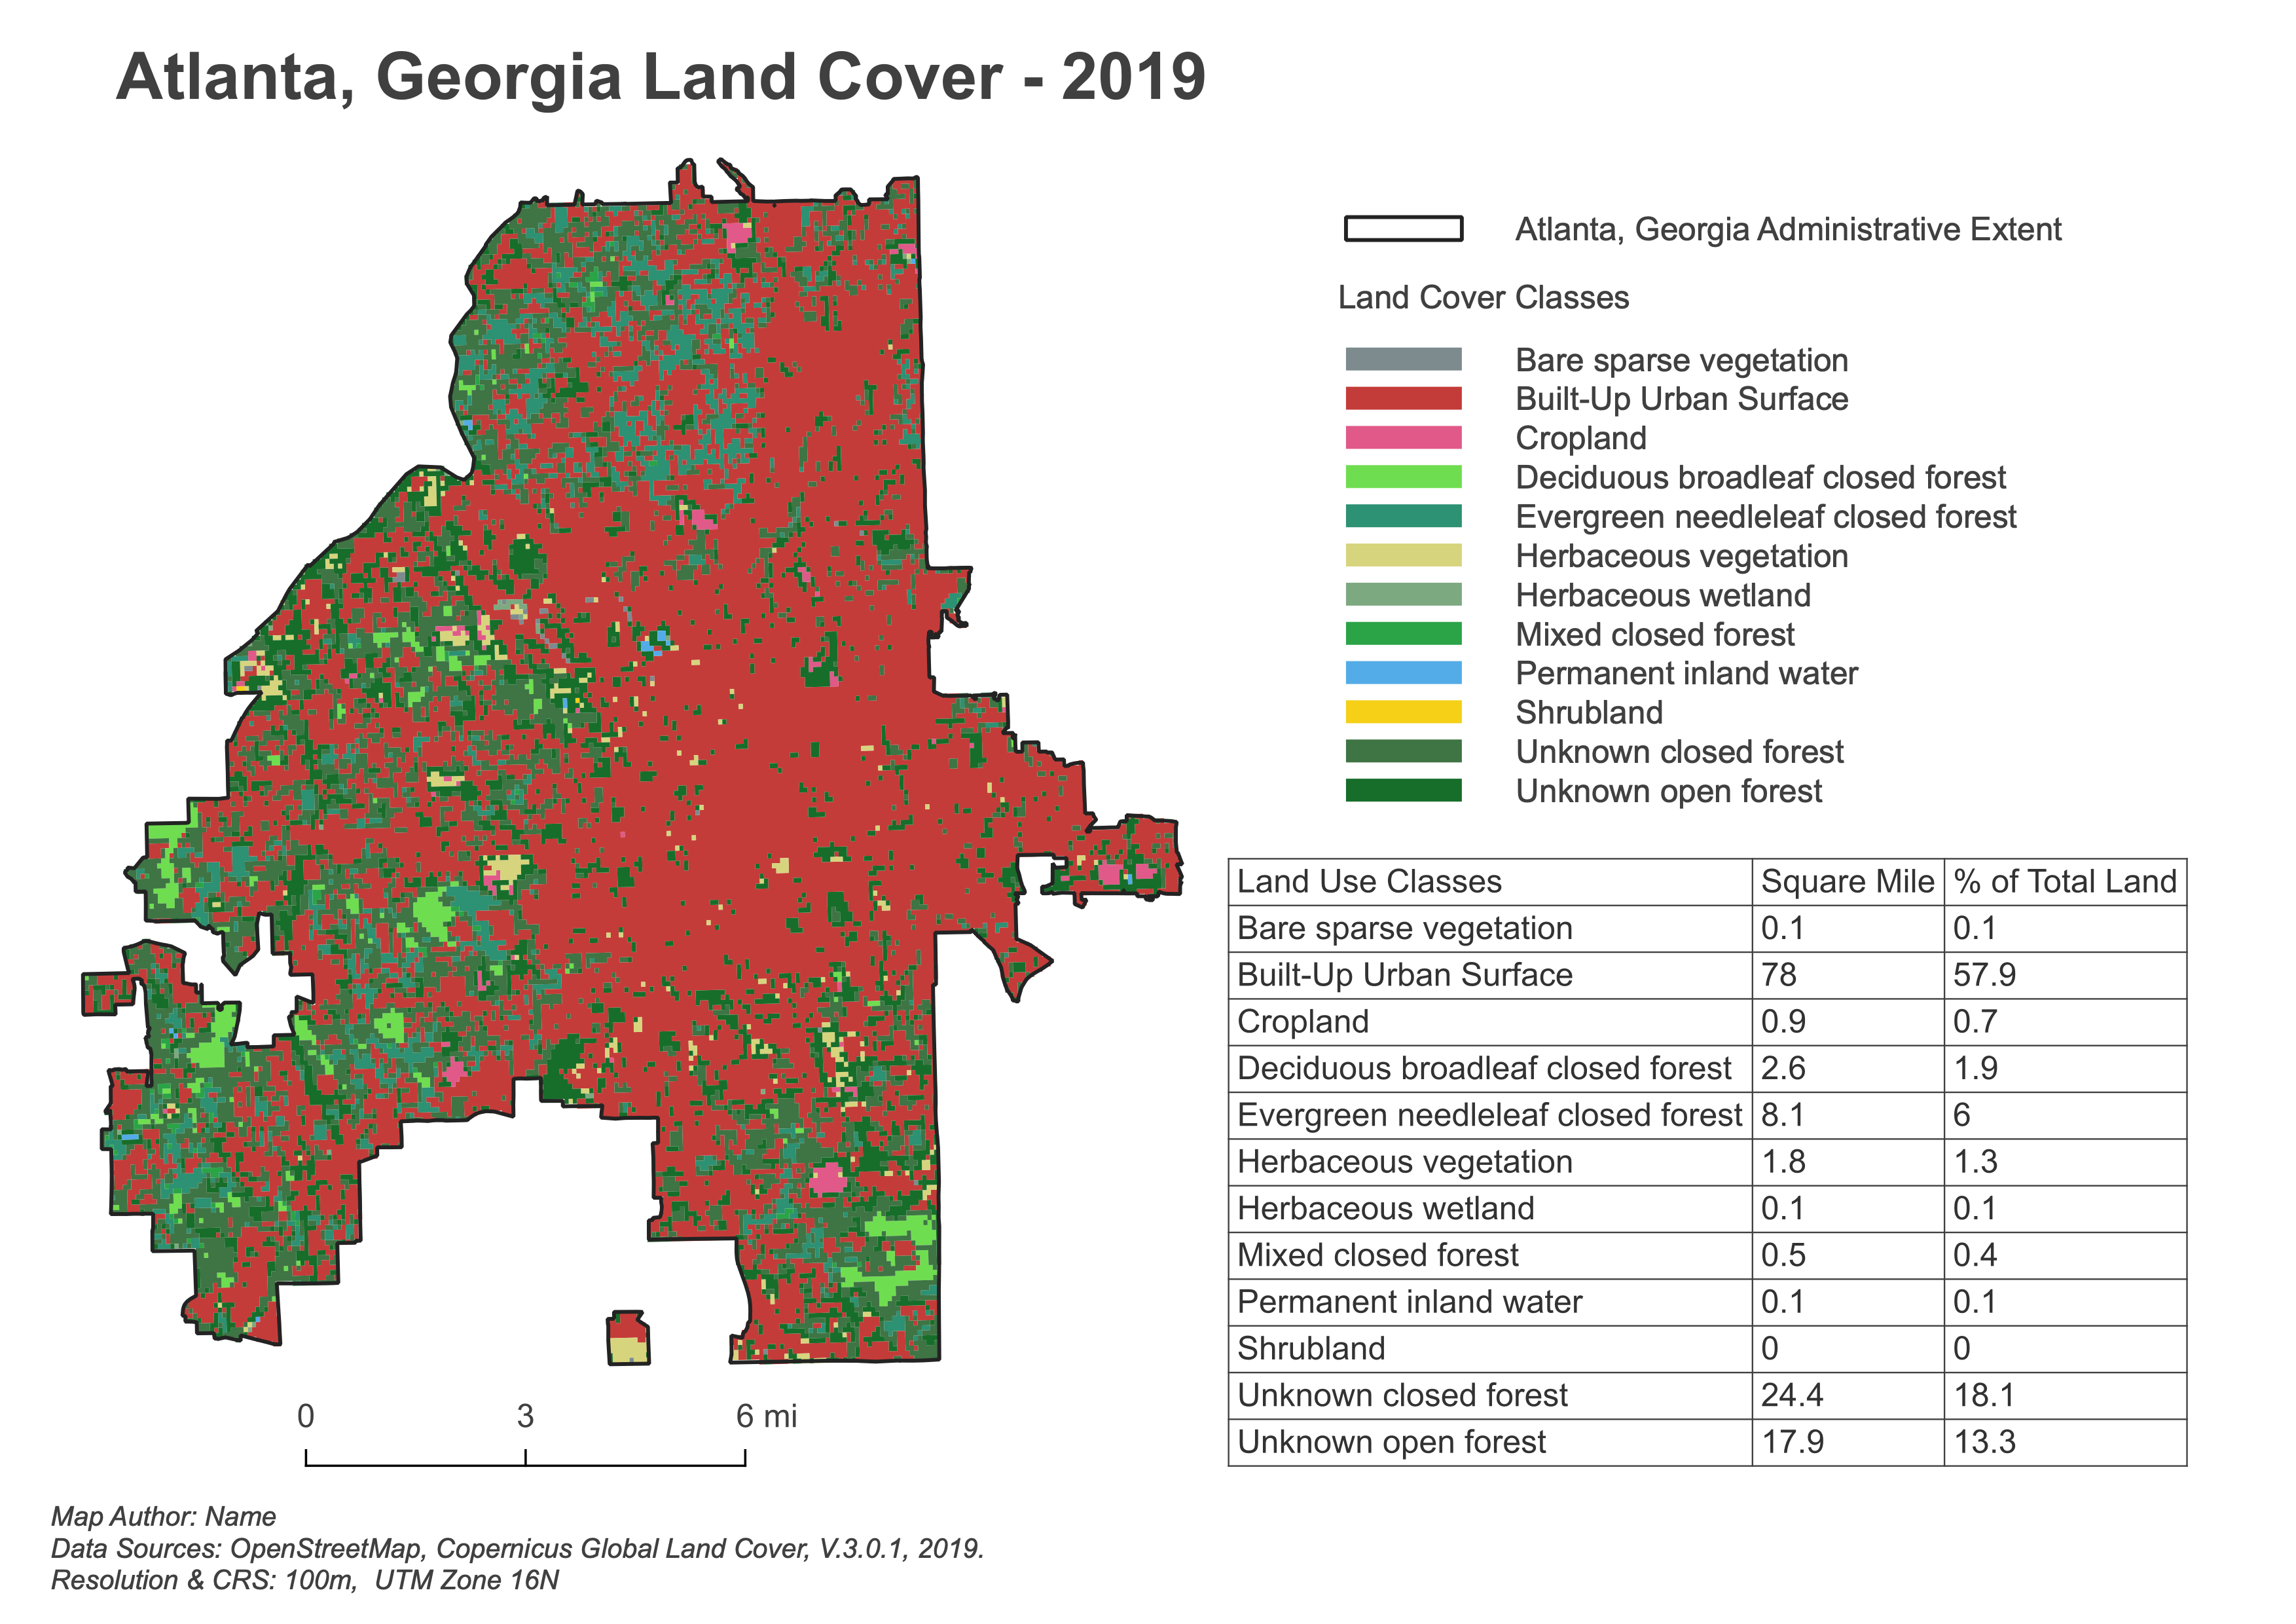 Atlanta, Georgia Land Cover - 2019
Atlanta, Georgia Administrative Extent
Land Cover Classes
Bare sparse vegetation
Built-Up Urban Surface
Cropland
Deciduous broadleaf closed forest
Evergreen needleleaf closed forest
Herbaceous vegetation
Herbaceous wetland
Mixed closed forest
Permanent inland water
Shrubland
Unknown closed forest
Unknown open forest
Land Use Classes Square Mile % of Total Land
Bare sparse vegetation 0.1 0.1
Built-Up Urban Surface 78 57.9
Cropland 0.9 0.7
Deciduous broadleaf closed forest 2.6 1.9
Evergreen needleleaf closed forest 8.1 6
Herbaceous vegetation 1.8 1.3
Herbaceous wetland 0.1 0.1
Mixed closed forest 0.5 0.4
Permanent inland water 0.1 0.1
Shrubland 0 0
Unknown closed forest 24.4 18.1
Unknown open forest 17.9 13.3
0 3 6 mi
Map Author: Name
Data Sources: OpenStreetMap, Copernicus Global Land Cover, V.3.0.1, 2019.
Resolution & CRS: 100m, UTM Zone 16N